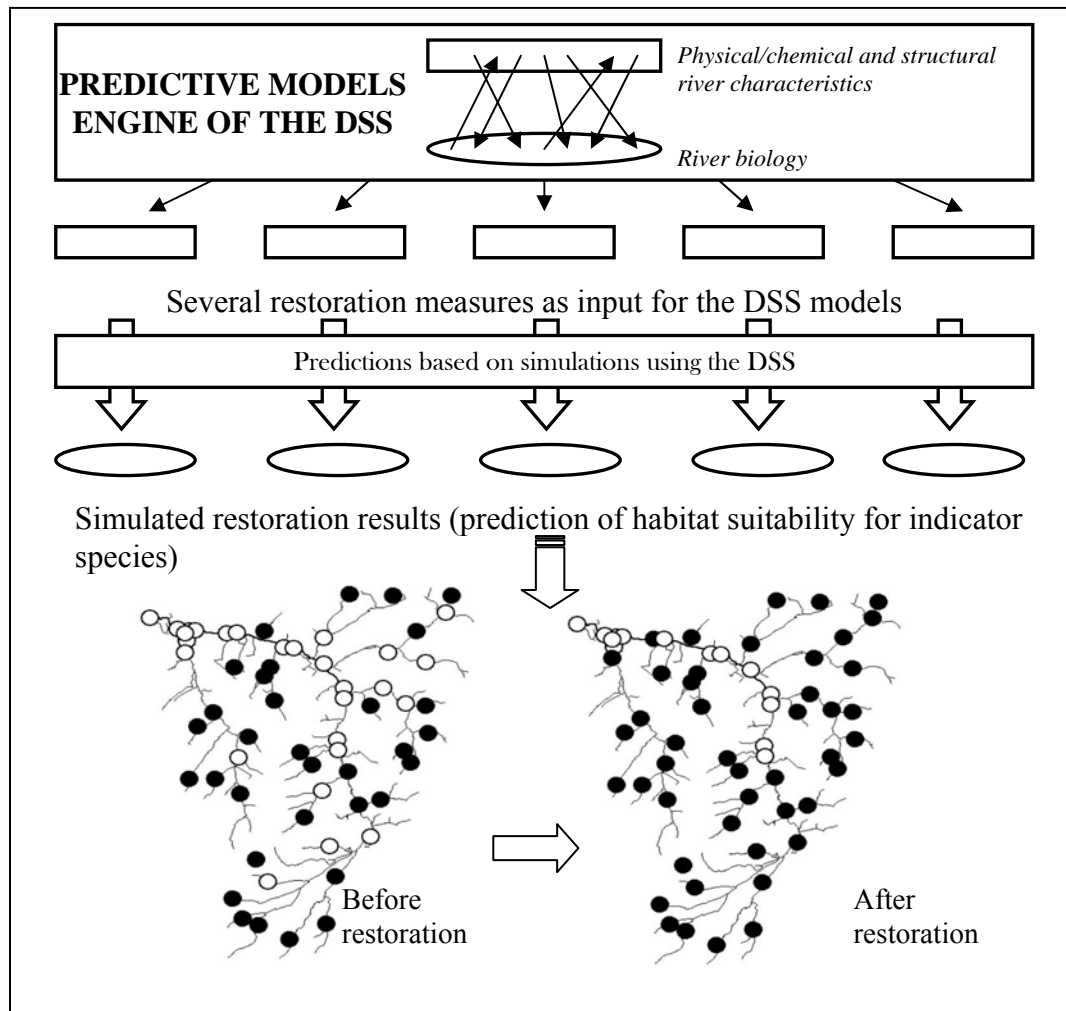 PREDICTIVE MODELS
ENGINE OF THE DSS
Physical/chemical and structural
river characteristics
River biology
Several restoration measures as input for the DSS models
Predictions based on simulations using the DSS
Simulated restoration results (prediction of habitat suitability for indicator
species)
Before
restoration
After
restoration